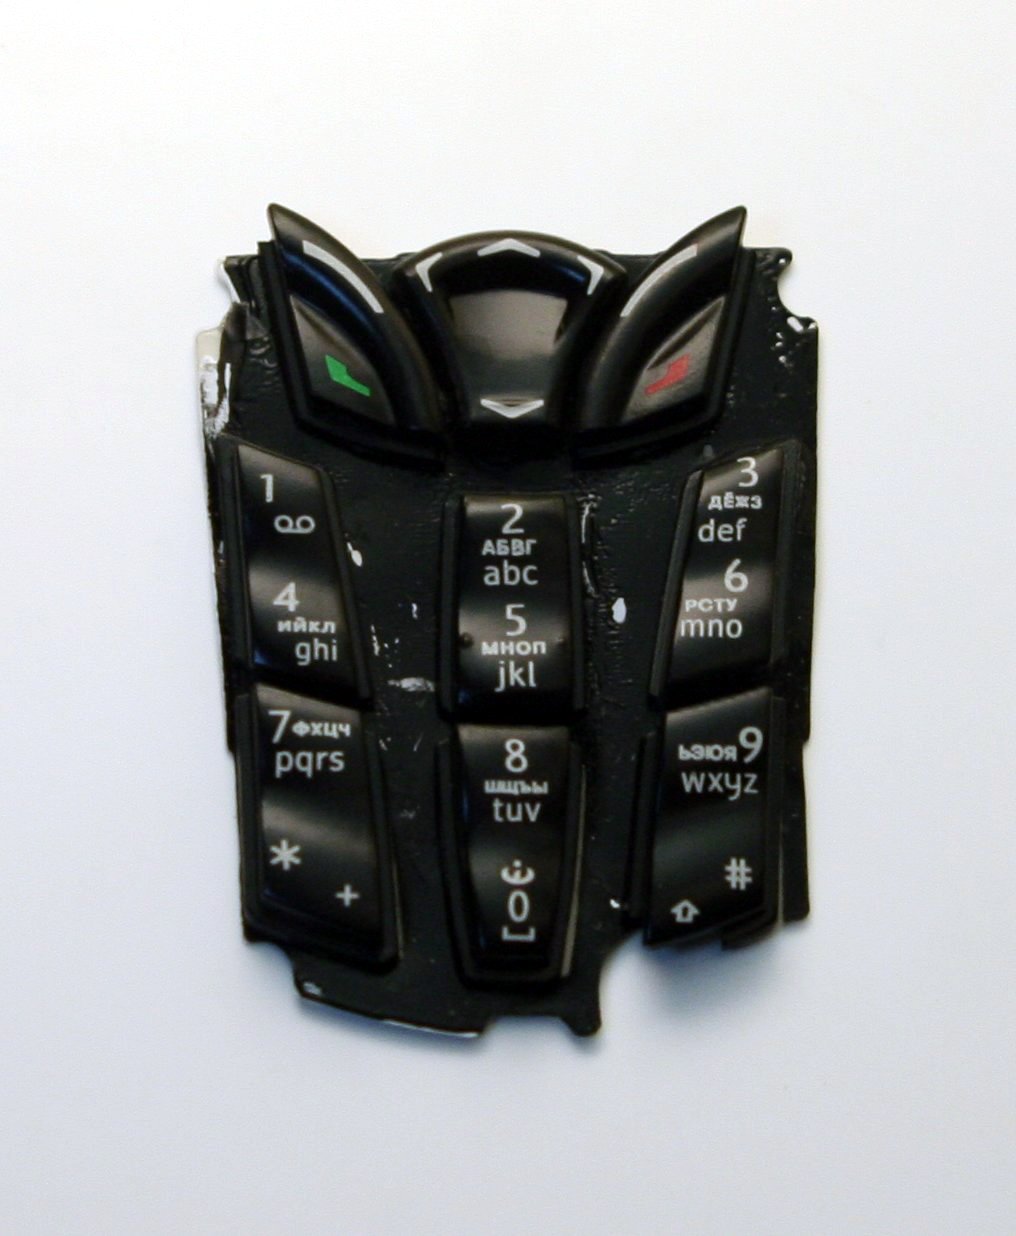 1
2
АБВГ
abc
3
ДЁЖЗ
def
4
ИЙКЛ
ghi
5
МНОП
jkl
6
РСТУ
mno
7 ФХЦЧ
pqrs
8
ШЩЪЫ
tuv
ЬЭЮЯ 9
wxyz
*
+
0
#